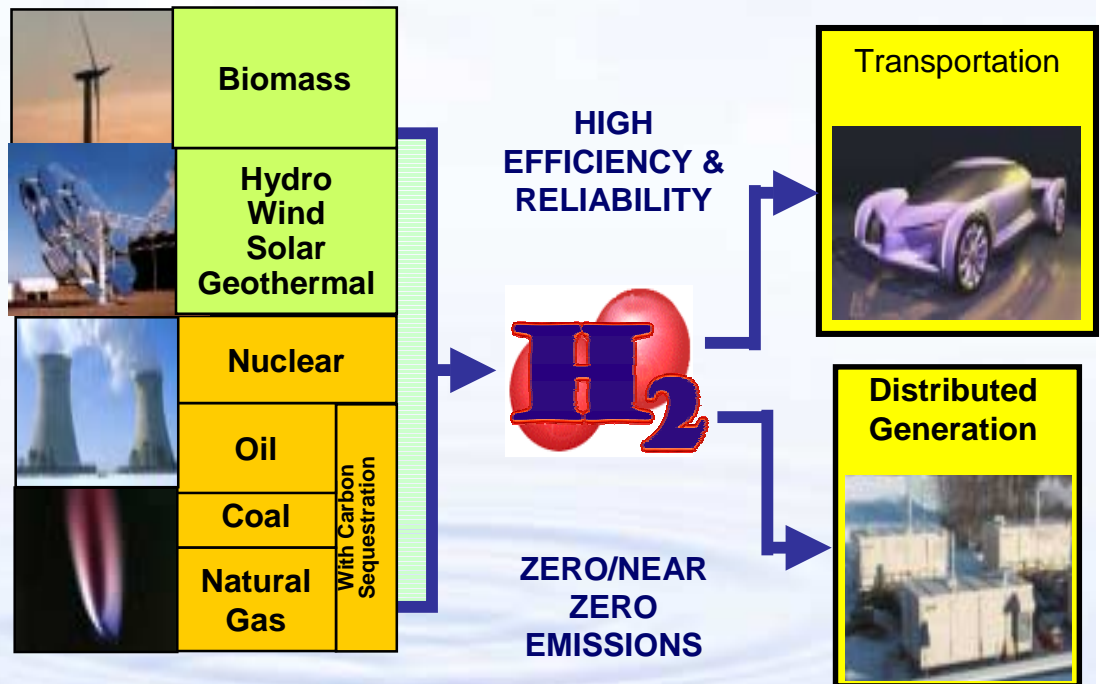 Biomass
Hydro
Wind
Solar
Geothermal
Nuclear
Oil
Coal
Natural
Gas
With Carbon
Sequestration
HIGH
EFFICIENCY &
RELIABILITY
H2
ZERO/NEAR
ZERO
EMISSIONS
Transportation
Distributed
Generation